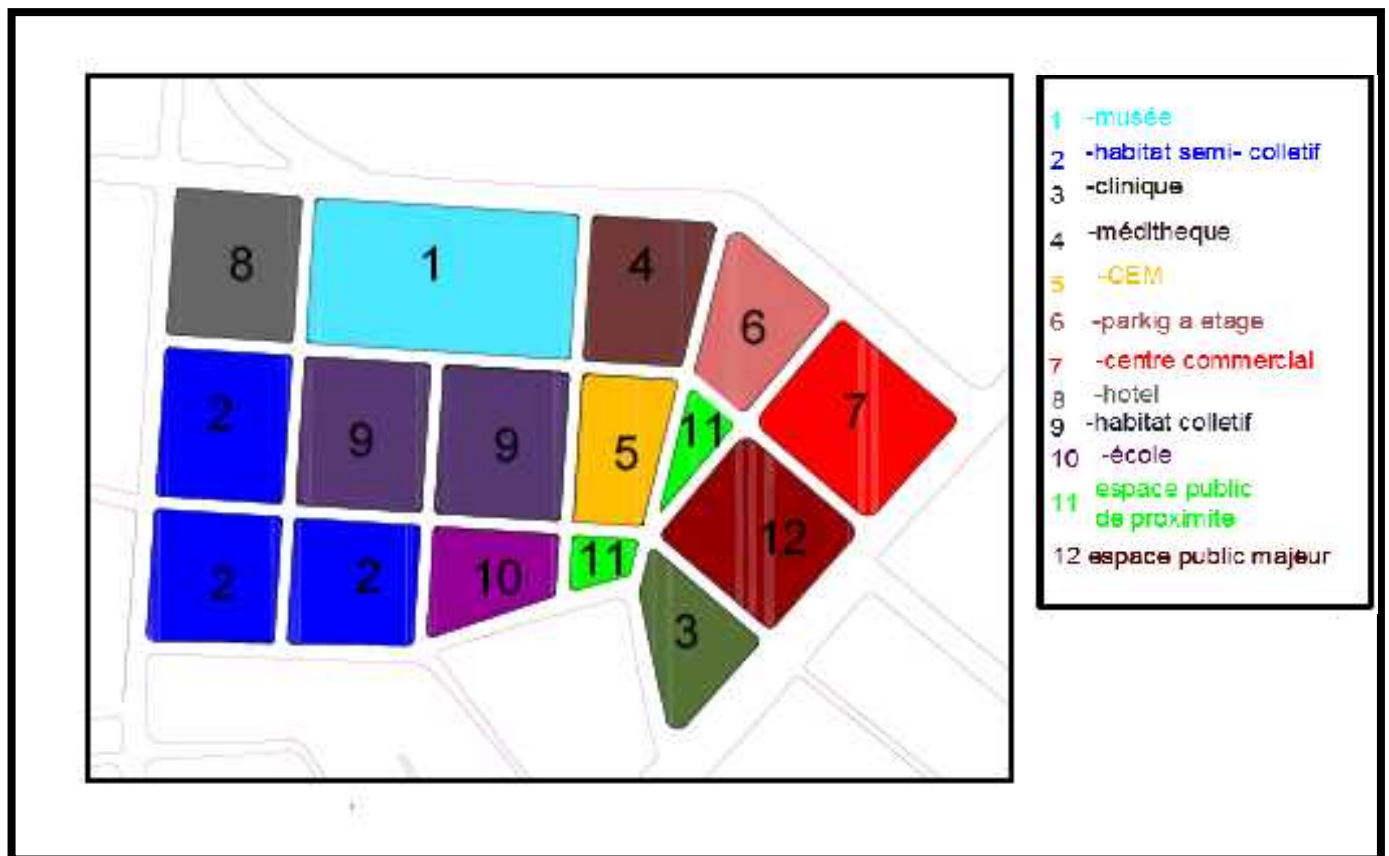 8
1
4
6
7
2
9
9
5
11
12
2
2
10
11
3
1 -musée
2 -habitat semi- colletif
3 -clinique
4 -méditheque
5 -CEM
6 -parkig a etage
7 -centre commercial
8 -hotel
9 -habitat colletif
10 -école
11 espace public
de proximite
12 espace public majeur